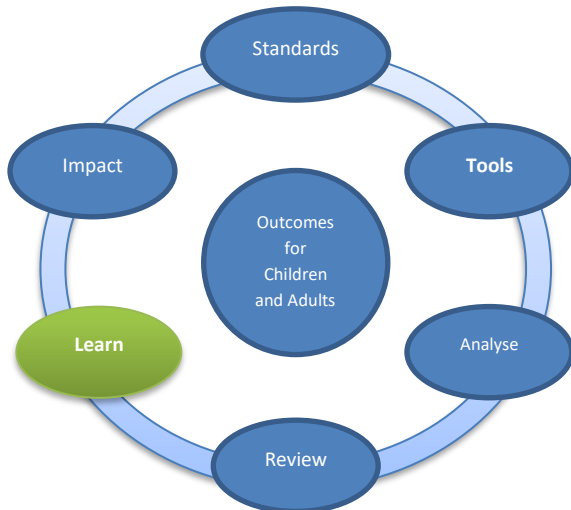 Standards
Impact
Tools
Outcomes
for
Children
and Adults
Learn
Analyse
Review